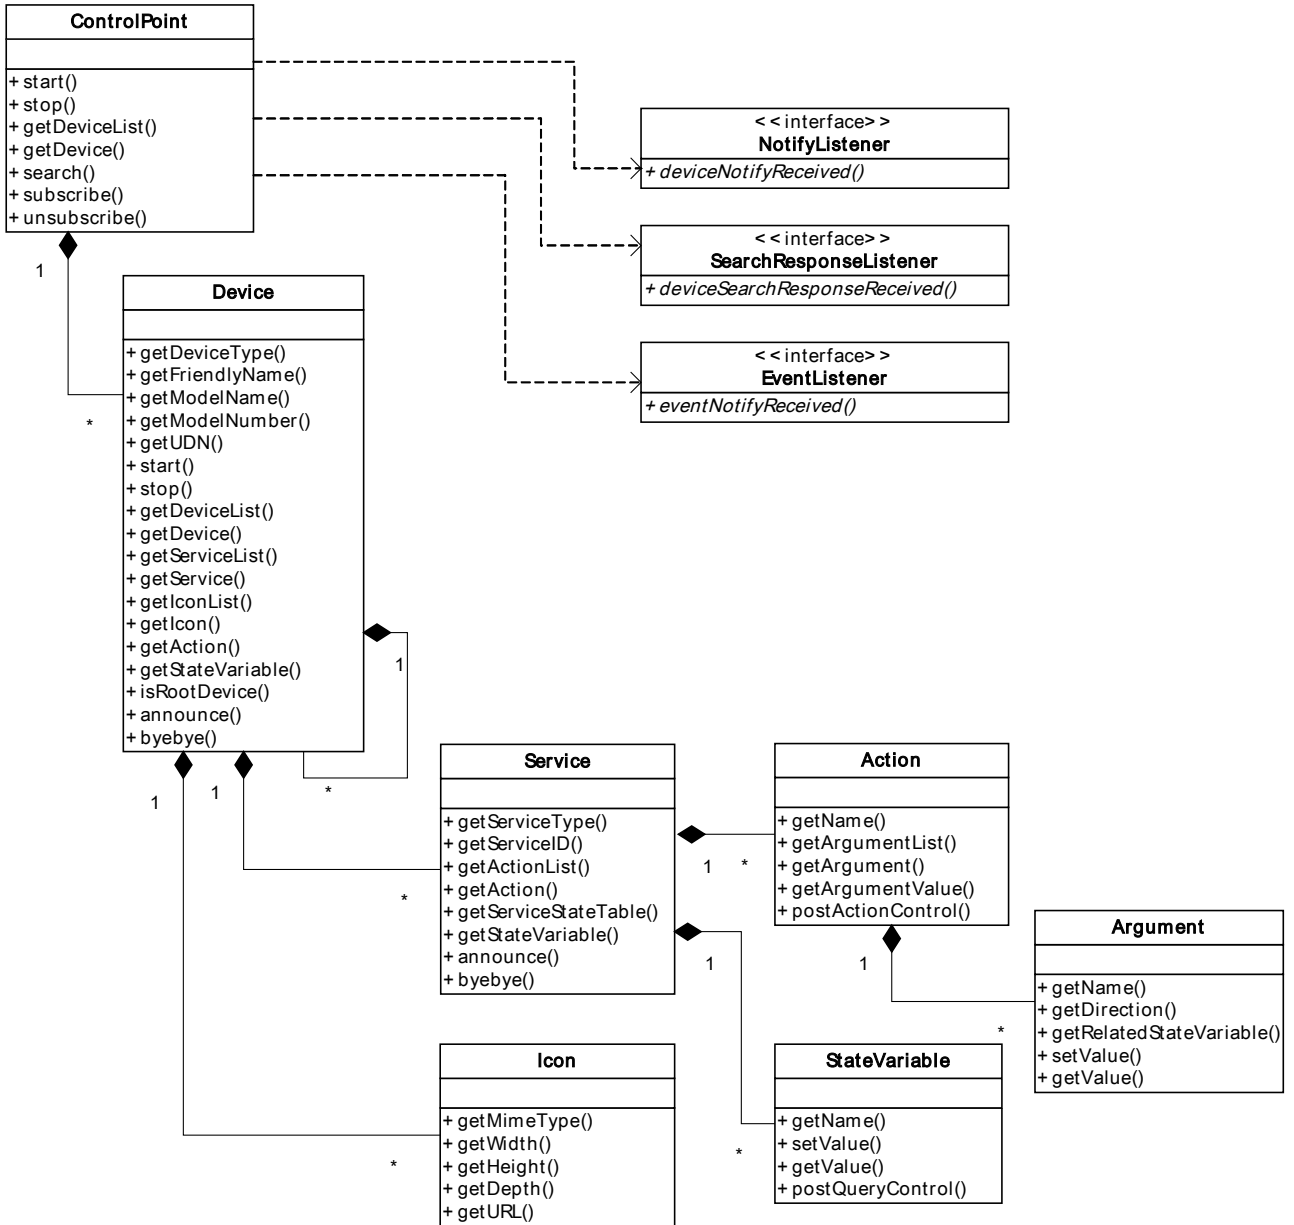 ControlPoint
+ start()
+ stop()
+ getDeviceList()
+ getDevice()
+ search()
+ subscribe()
+ unsubscribe()
<<interface>>
NotifyListener
+ deviceNotifyReceived()
<<interface>>
SearchResponseListener
+ deviceSearchResponseReceived()
<<interface>>
EventListener
+ eventNotifyReceived()
1
*
Device
+ getDeviceType()
+ getFriendlyName()
+ getModelName()
+ getModelNumber()
+ getUDN()
+ start()
+ stop()
+ getDeviceList()
+ getDevice()
+ getServiceList()
+ getService()
+ getIconList()
+ getIcon()
+ getAction()
+ getStateVariable()
+ isRootDevice()
+ announce()
+ byebye()
1
*
1
1
*
*
Service
+ getServiceType()
+ getServiceID()
+ getActionList()
+ getAction()
+ getServiceStateTable()
+ getStateVariable()
+ announce()
+ byebye()
1
*
1
*
Action
+ getName()
+ getArgumentList()
+ getArgument()
+ getArgumentValue()
+ postActionControl()
1
*
Argument
+ getName()
+ getDirection()
+ getRelatedStateVariable()
+ setValue()
+ getValue()
Icon
+ getMimeType()
+ getWidth()
+ getHeight()
+ getDepth()
+ getURL()
StateVariable
+ getName()
+ setValue()
+ getValue()
+ postQueryControl()